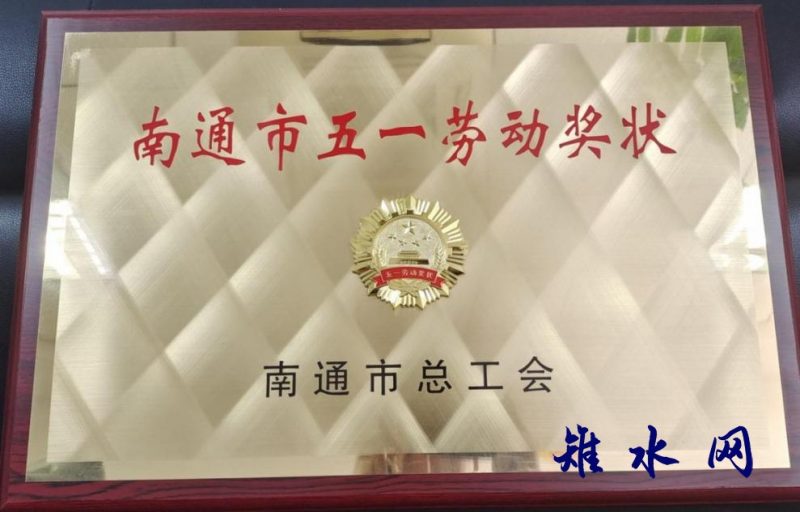 南通市五一劳动奖状
五一劳动奖状
南通市总工会
雉水网